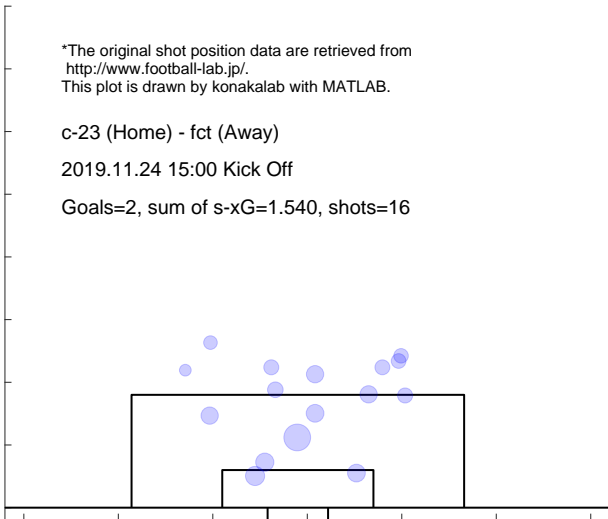 *The original shot position data are retrieved from
http://www.football-lab.jp/.
This plot is drawn by konakalab with MATLAB.
c-23 (Home) - fct (Away)
2019.11.24 15:00 Kick Off
Goals=2, sum of s-xG=1.540, shots=16